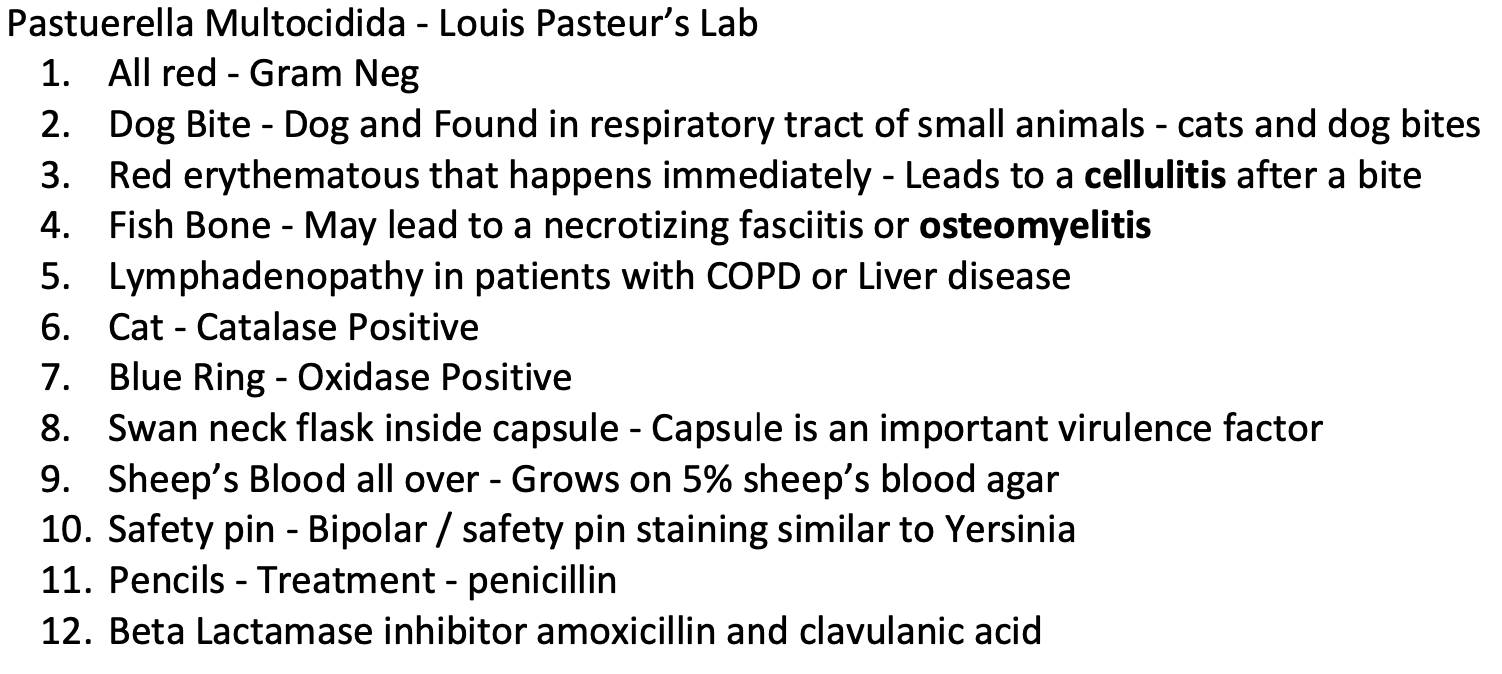 Pastuerella Multocidida - Louis Pasteur’s Lab
1. All red - Gram Neg
2. Dog Bite - Dog and Found in respiratory tract of small animals - cats and dog bites
3. Red erythematous that happens immediately - Leads to a cellulitis after a bite
4. Fish Bone - May lead to a necrotizing fasciitis or osteomyelitis
5. Lymphadenopathy in patients with COPD or Liver disease
6. Cat - Catalase Positive
7. Blue Ring - Oxidase Positive
8. Swan neck flask inside capsule - Capsule is an important virulence factor
9. Sheep’s Blood all over - Grows on 5% sheep’s blood agar
10. Safety pin - Bipolar / safety pin staining similar to Yersinia
11. Pencils - Treatment - penicillin
12. Beta Lactamase inhibitor amoxicillin and clavulanic acid